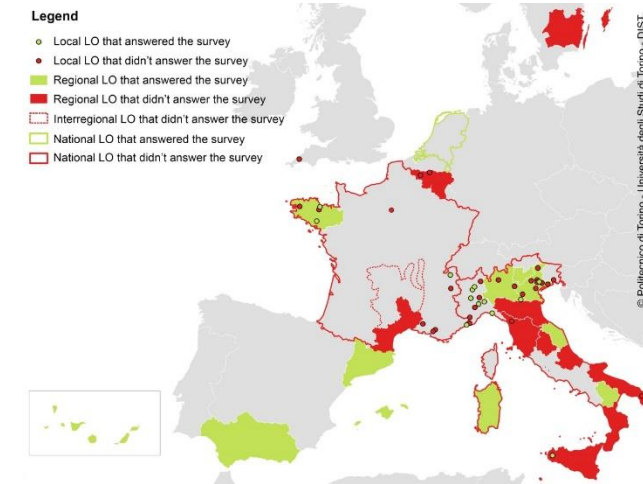 Legend
Local LO that answered the survey
Local LO that didn't answer the survey
Regional LO that answered the survey
Regional LO that didn't answer the survey
Interregional LO that didn't answer the survey
National LO that answered the survey
National LO that didn't answer the survey
© Politecnico di Torino - Università degli Studi di Torino - DIST